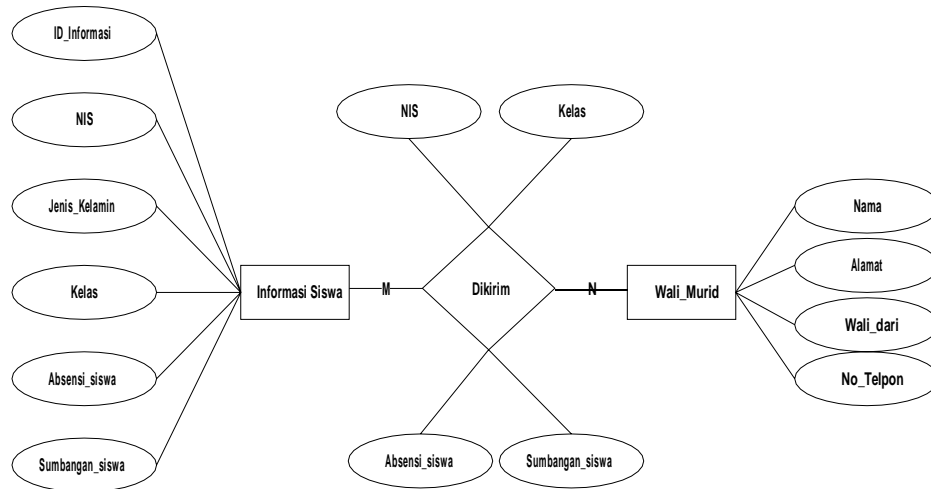 ID_Informasi
NIS
Jenis_Kelamin
Kelas
Absensi_siswa
Sumbangan_siswa
Informasi Siswa
M
NIS
Kelas
Dikirim
Absensi_siswa
Sumbangan_siswa
N
Wali_Murid
Nama
Alamat
Wali_dari
No_Telpon